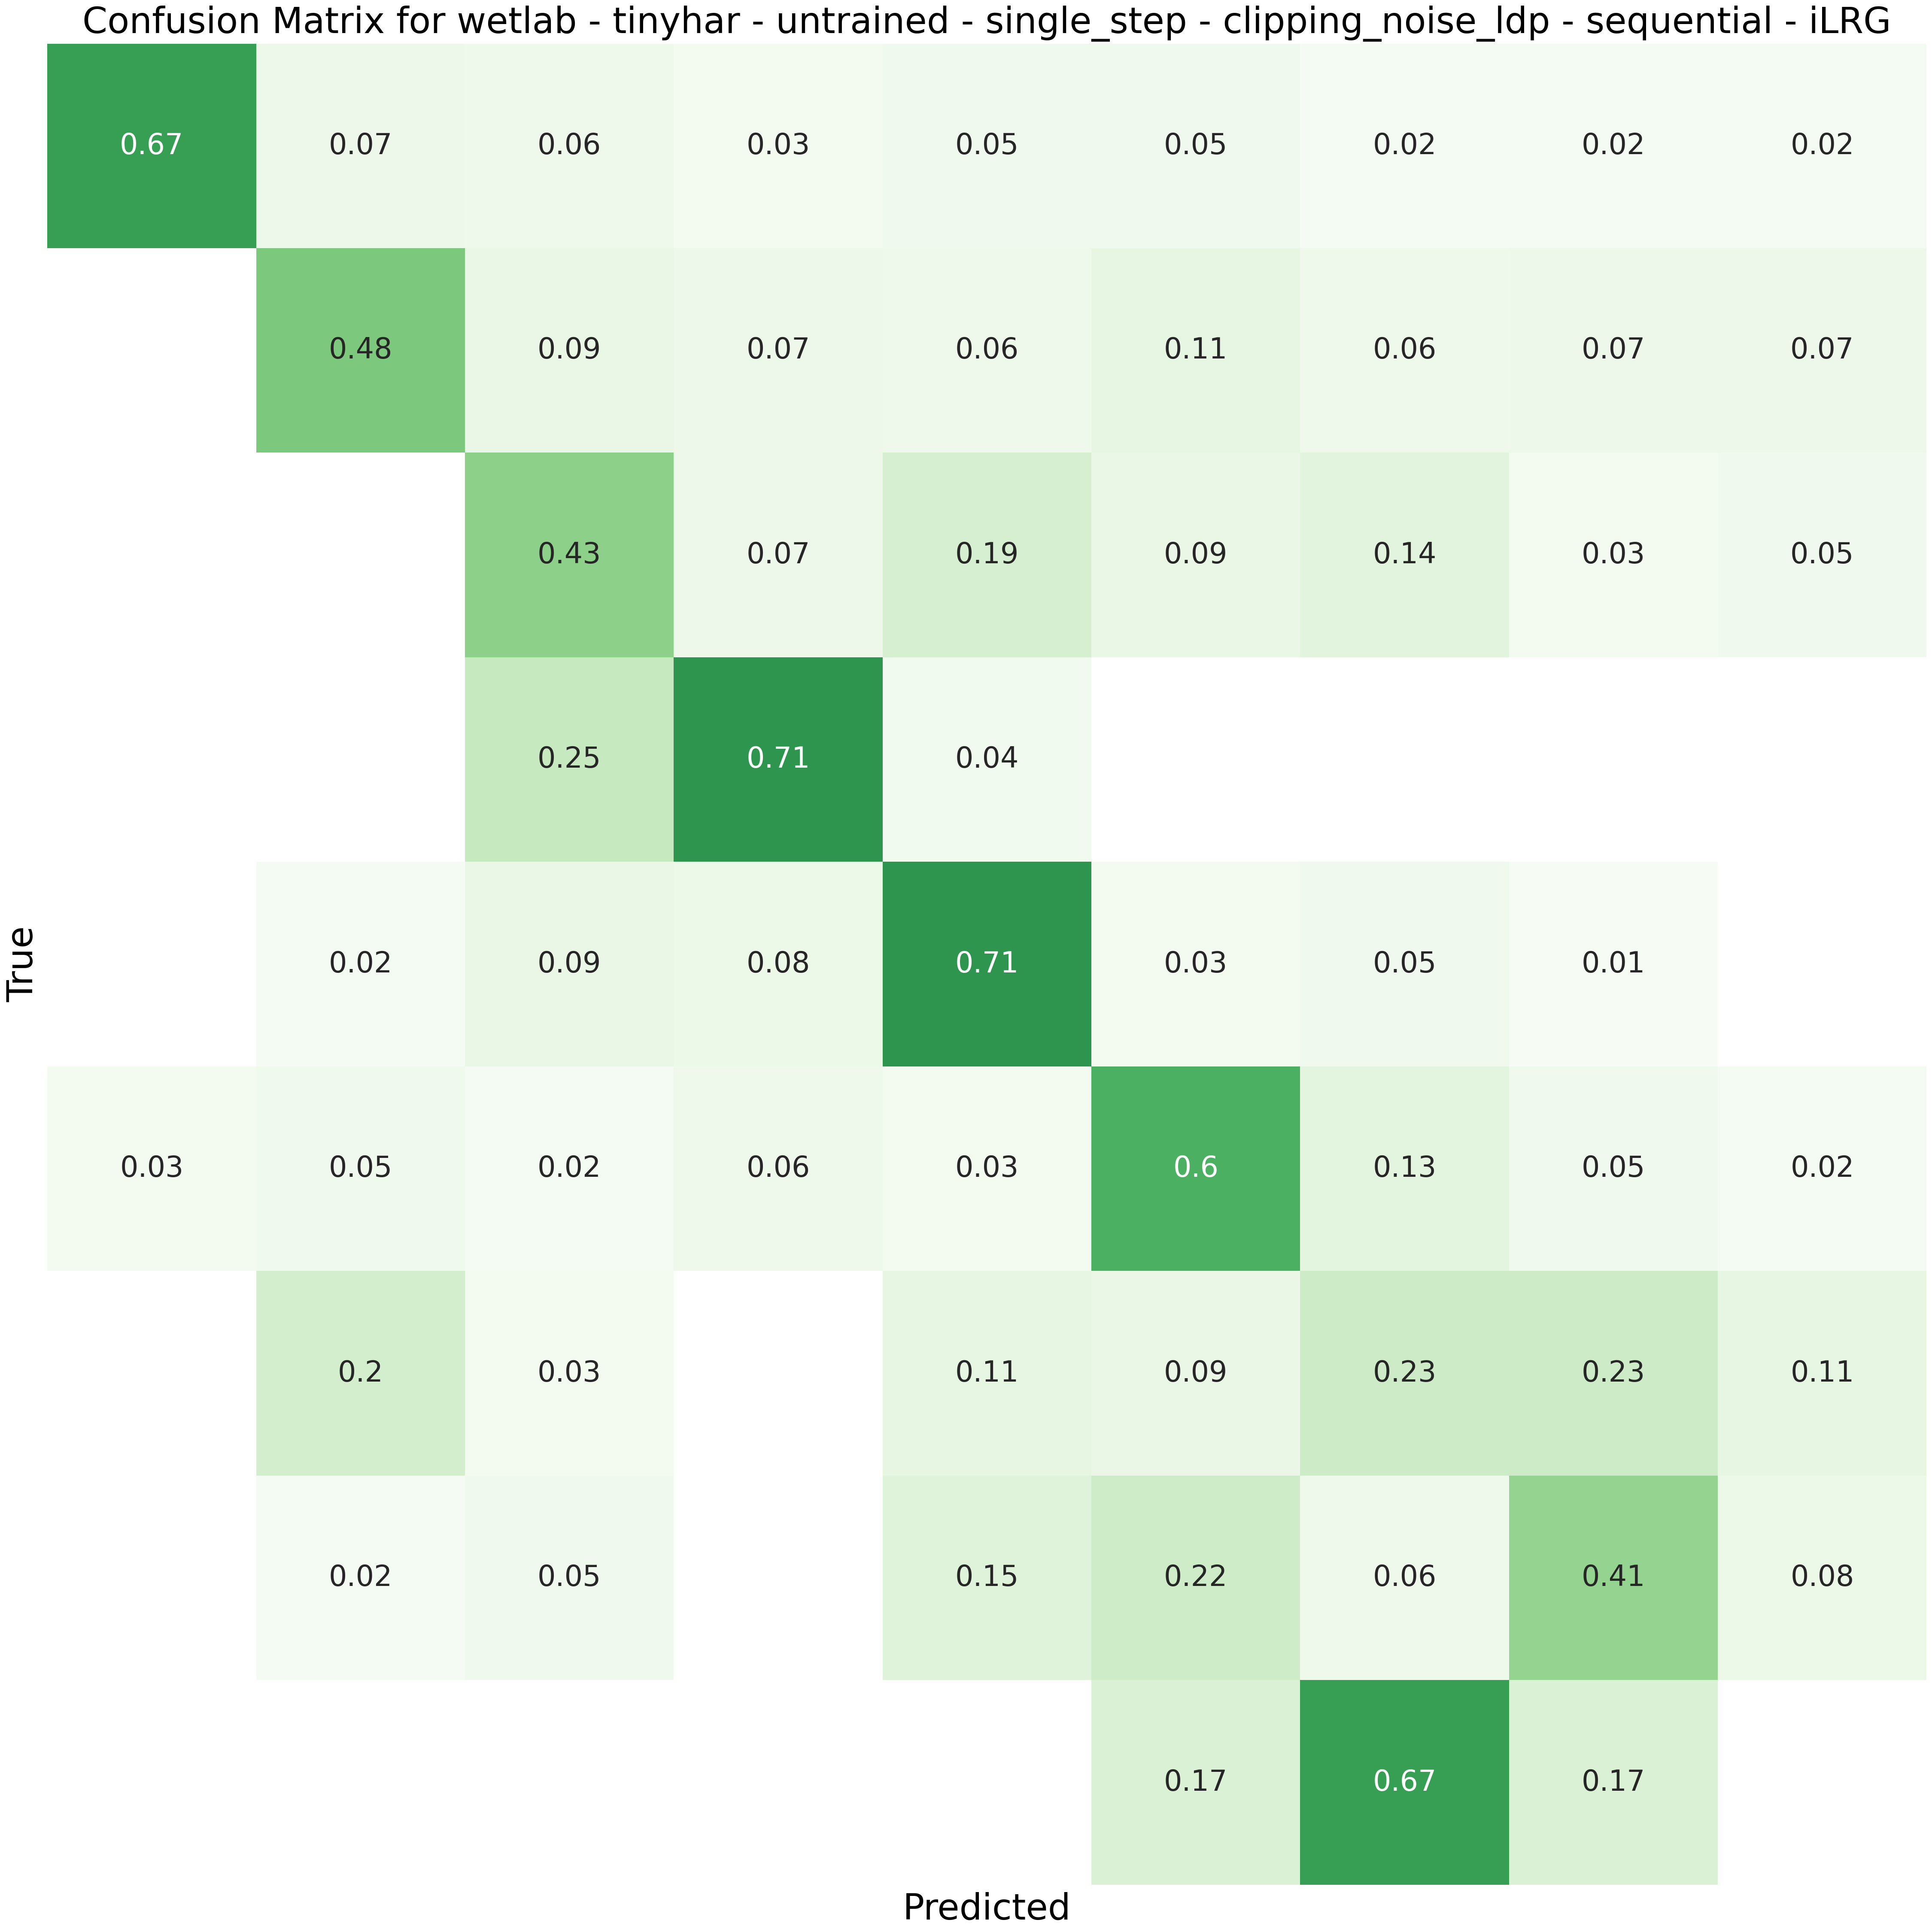 Confusion Matrix for wetlab - tinyhar - untrained - single_step - clipping_noise_ldp - sequential - iLRG
0.67 0.07 0.06 0.03 0.05 0.05 0.02 0.02 0.02
0.48 0.09 0.07 0.06 0.11 0.06 0.07 0.07
0.43 0.07 0.19 0.09 0.14 0.03 0.05
0.25 0.71 0.04
True
0.02 0.09 0.08 0.71 0.03 0.05 0.01
0.03 0.05 0.02 0.06 0.03 0.6 0.13 0.05 0.02
0.2 0.03 0.11 0.09 0.23 0.23 0.11
0.02 0.05 0.15 0.22 0.06 0.41 0.08
0.17 0.67 0.17
Predicted